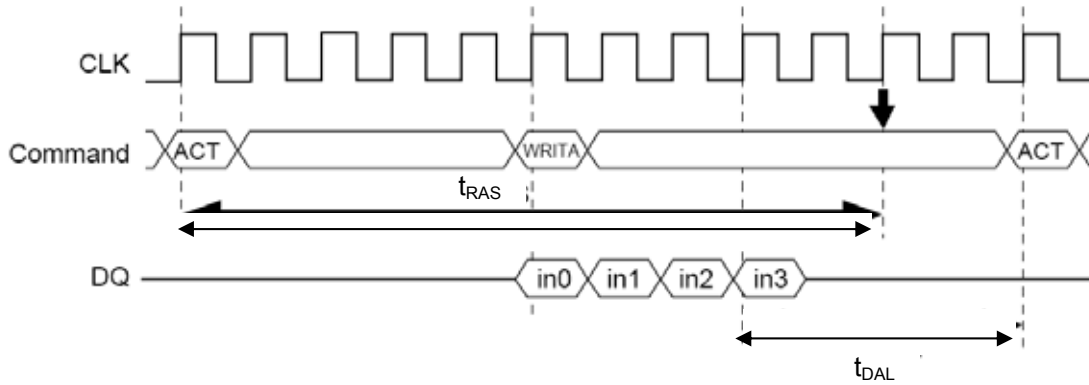 CLK
Command ACT WRITA ACT
tRAS
DQ in0 in1 in2 in3
tDAL